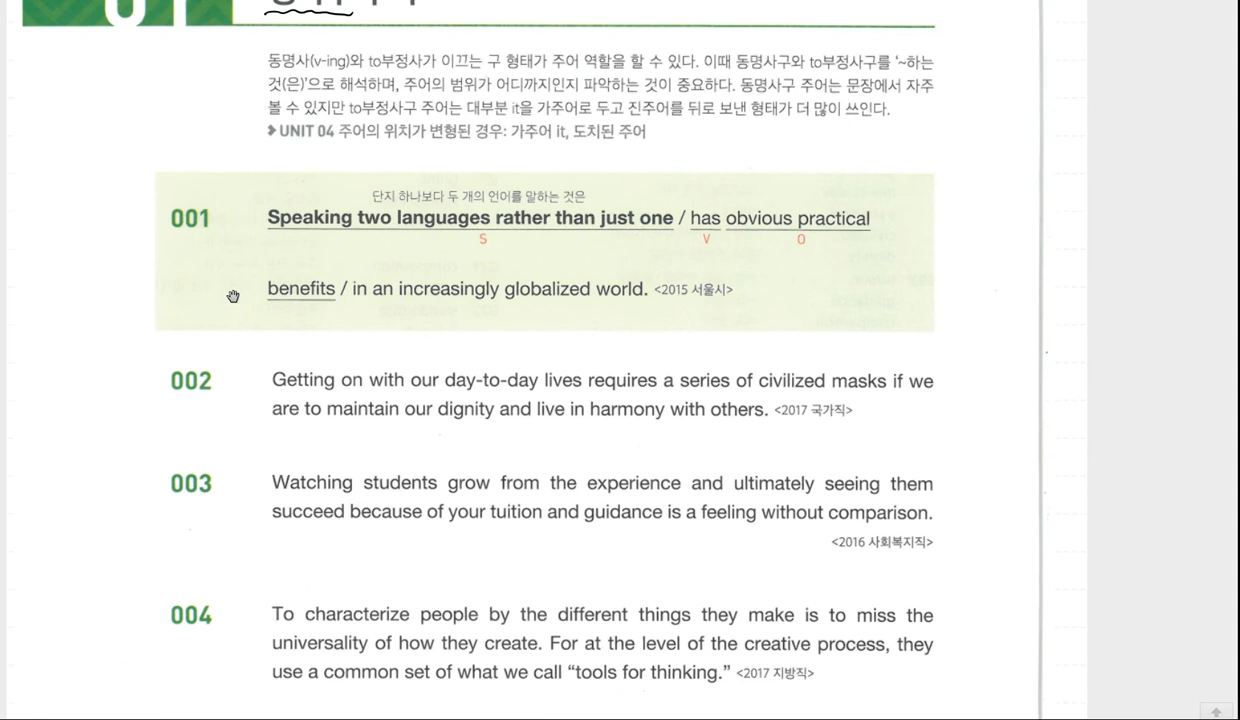 동명사(v-ing)와 to부정사가 이끄는 구 형태가 주어 역할을 할 수 있다. 이때 동명사구와 to부정사구를 '~하는
것(은)'으로 해석하며, 주어의 범위가 어디까지인지 파악하는 것이 중요하다. 동명사구 주어는 문장에서 자주
볼 수 있지만 to부정사구 주어는 대부분 it을 가주어로 두고 진주어를 뒤로 보낸 형태가 더 많이 쓰인다.
UNIT 04 주어의 위치가 변형된 경우: 가주어 it, 도치된 주어
단지 하나보다 두 개의 언어를 말하는 것은
001 Speaking two languages rather than just one / has obvious practical
S V O
benefits / in an increasingly globalized world. <2015 서울시>
002 Getting on with our day-to-day lives requires a series of civilized masks if we
are to maintain our dignity and live in harmony with others. <2017 국가직>
003 Watching students grow from the experience and ultimately seeing them
succeed because of your tuition and guidance is a feeling without comparison.
<2016 사회복지직>
004 To characterize people by the different things they make is to miss the
universality of how they create. For at the level of the creative process, they
use a common set of what we call “tools for thinking.” <2017 지방직>